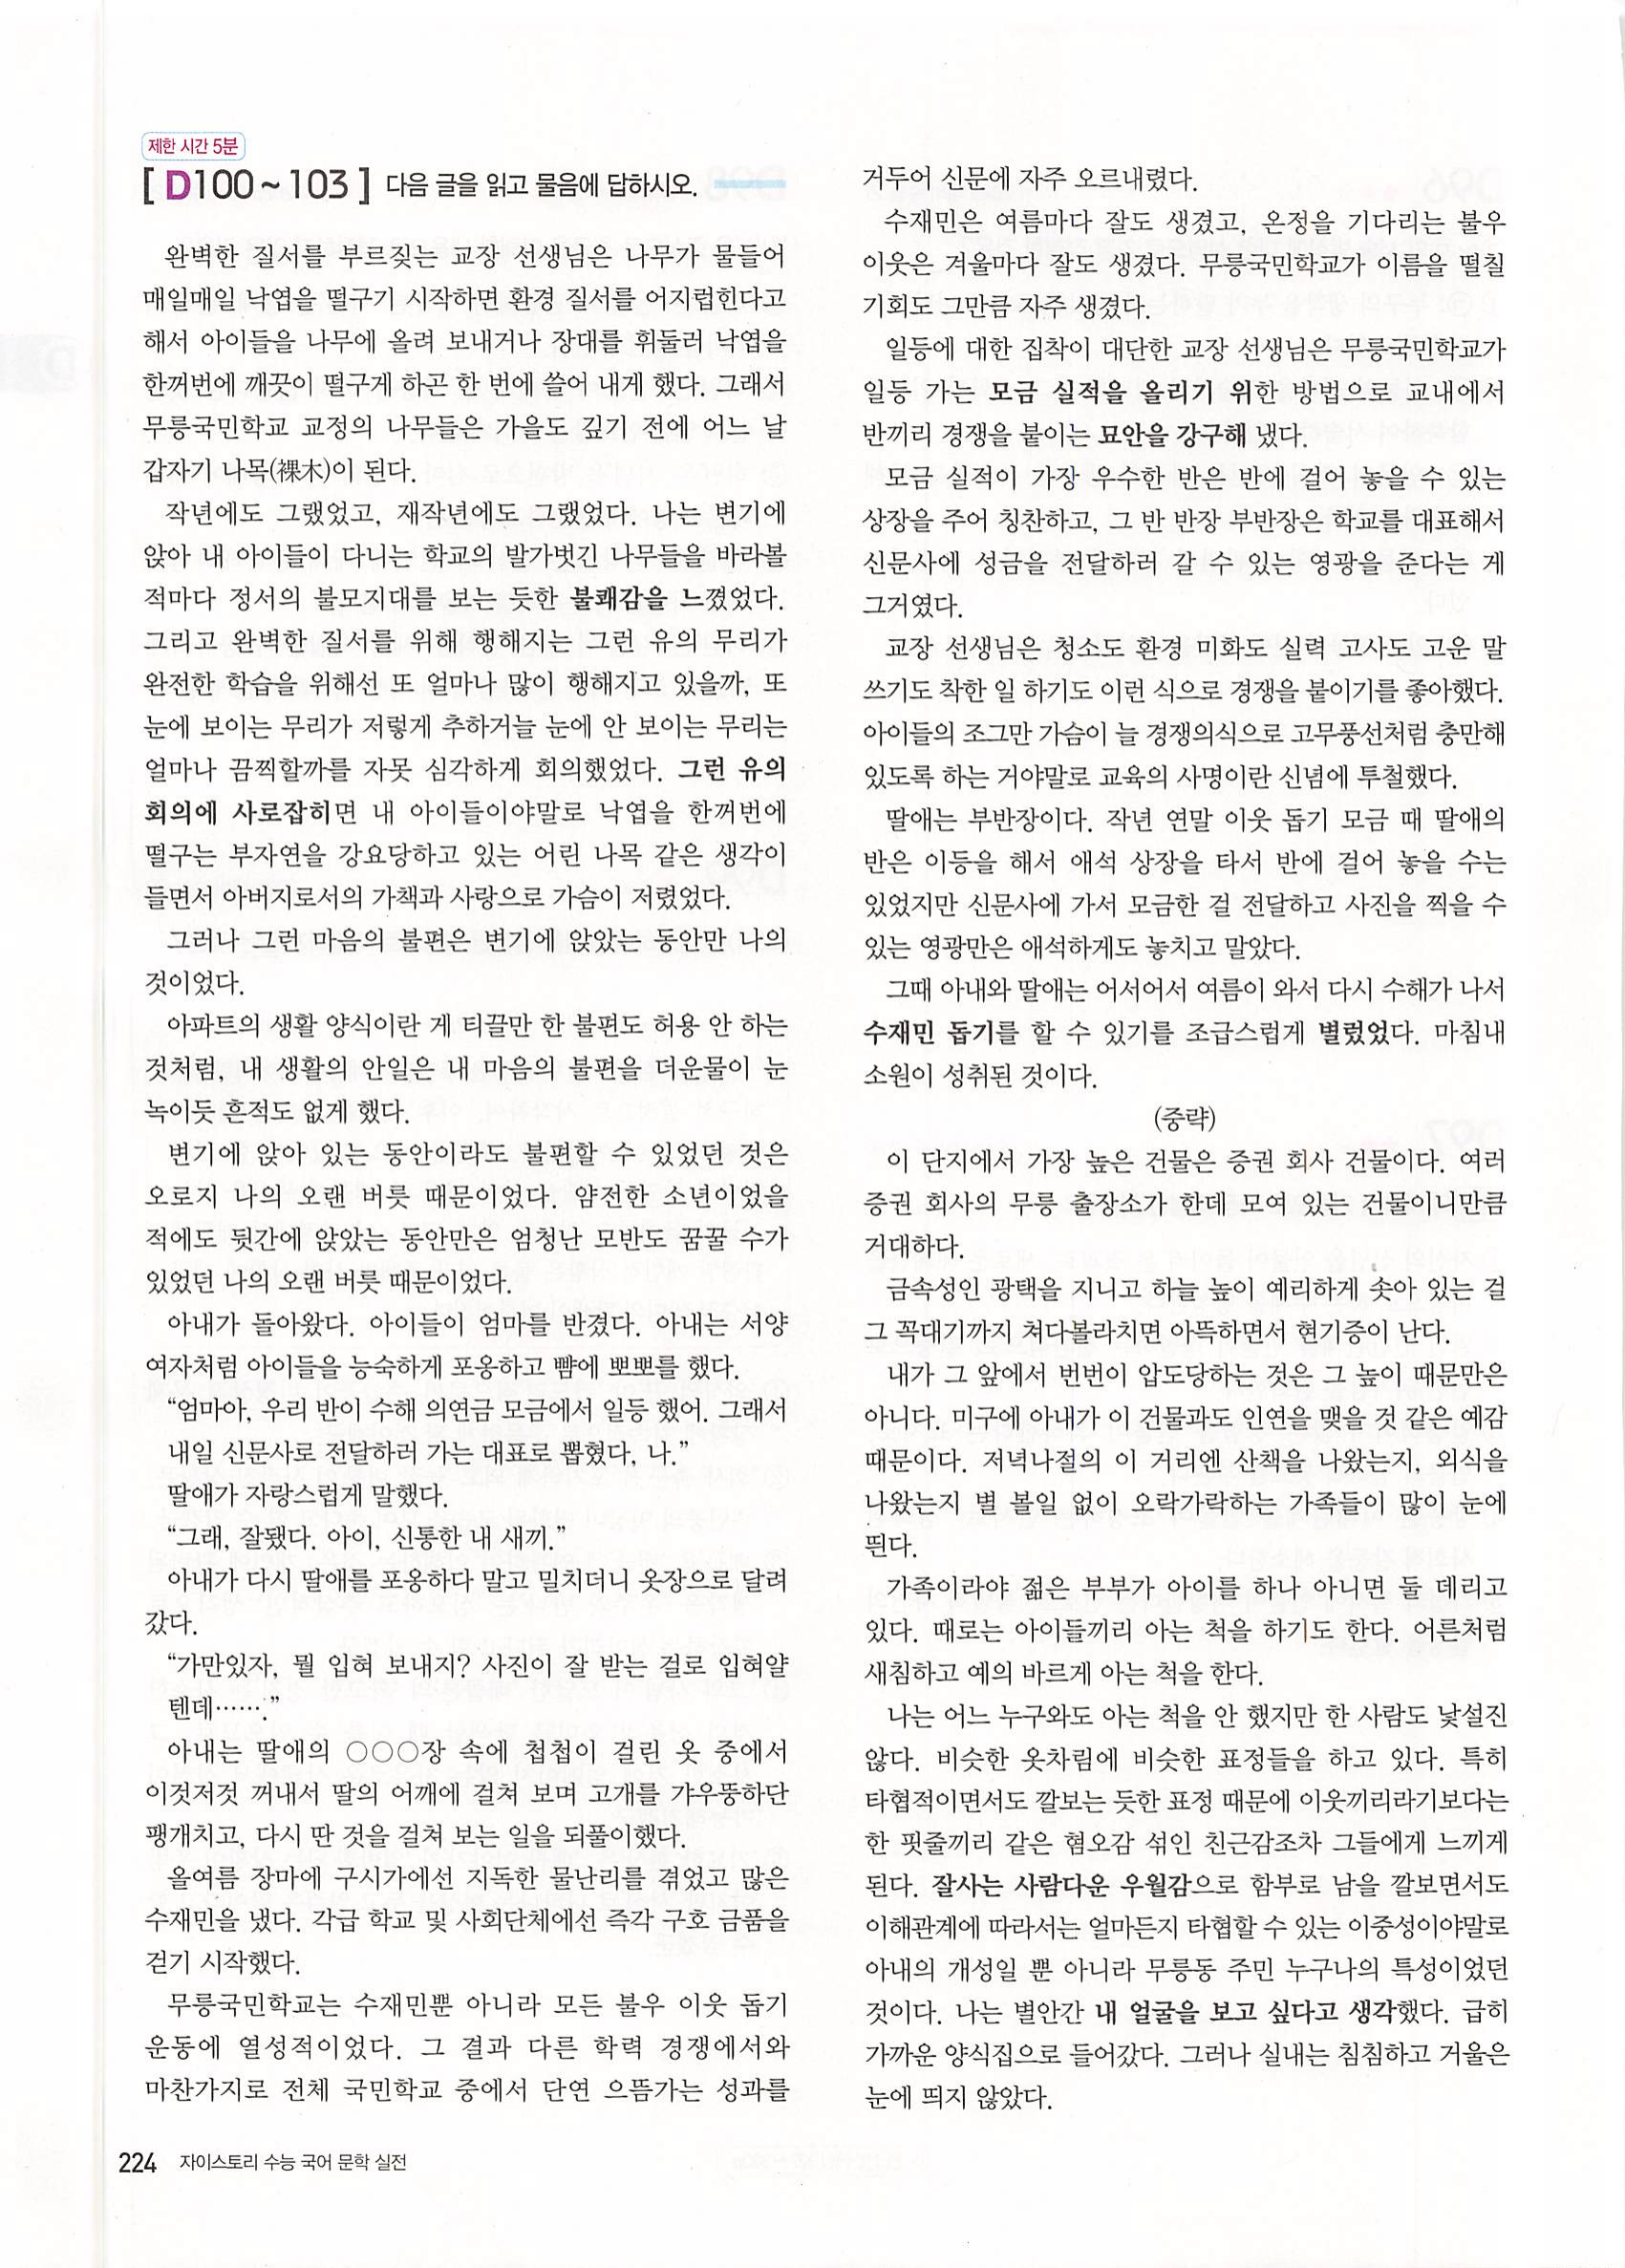 제한 시간 5분
[ D100 ~ 103 ] 다음 글을 읽고 물음에 답하시오.
완벽한 질서를 부르짖는 교장 선생님은 나무가 물들어
매일매일 낙엽을 떨구기 시작하면 환경 질서를 어지럽힌다고
해서 아이들을 나무에 올려 보내거나 장대를 휘둘러 낙엽을
한꺼번에 깨끗이 떨구게 하곤 한 번에 쓸어 내게 했다. 그래서
무릉국민학교 교정의 나무들은 가을도 깊기 전에 어느 날
갑자기 나목(裸木)이 된다.
작년에도 그랬었고, 재작년에도 그랬었다. 나는 변기에
앉아 내 아이들이 다니는 학교의 발가벗긴 나무들을 바라볼
적마다 정서의 불모지대를 보는 듯한 불쾌감을 느꼈었다.
그리고 완벽한 질서를 위해 행해지는 그런 유의 무리가
완전한 학습을 위해선 또 얼마나 많이 행해지고 있을까, 또
눈에 보이는 무리가 저렇게 추하거늘 눈에 안 보이는 무리는
얼마나 끔찍할까를 자못 심각하게 회의했었다. 그런 유의
회의에 사로잡히면 내 아이들이야말로 낙엽을 한꺼번에
떨구는 부자연을 강요당하고 있는 어린 나목 같은 생각이
들면서 아버지로서의 가책과 사랑으로 가슴이 저렸었다.
그러나 그런 마음의 불편은 변기에 앉았는 동안만 나의
것이었다.
아파트의 생활 양식이란 게 티끌만 한 불편도 허용 안 하는
것처럼, 내 생활의 안일은 내 마음의 불편을 더운물이 눈
녹이듯 흔적도 없게 했다.
변기에 앉아 있는 동안이라도 불편할 수 있었던 것은
오로지 나의 오랜 버릇 때문이었다. 얌전한 소년이었을
적에도 뒷간에 앉았는 동안만은 엄청난 모반도 꿈꿀 수가
있었던 나의 오랜 버릇 때문이었다.
아내가 돌아왔다. 아이들이 엄마를 반겼다. 아내는 서양
여자처럼 아이들을 능숙하게 포옹하고 뺨에 뽀뽀를 했다.
“엄마아, 우리 반이 수해 의연금 모금에서 일등 했어. 그래서
내일 신문사로 전달하러 가는 대표로 뽑혔다, 나.”
딸애가 자랑스럽게 말했다.
“그래, 잘됐다. 아이, 신통한 내 새끼.”
아내가 다시 딸애를 포옹하다 말고 밀치더니 옷장으로 달려
갔다.
“가만있자, 뭘 입혀 보내지? 사진이 잘 받는 걸로 입혀얄
텐데…….”
아내는 딸애의 ○○○장 속에 첩첩이 걸린 옷 중에서
이것저것 꺼내서 딸의 어깨에 걸쳐 보며 고개를 갸우뚱하단
팽개치고, 다시 딴 것을 걸쳐 보는 일을 되풀이했다.
올여름 장마에 구시가에선 지독한 물난리를 겪었고 많은
수재민을 냈다. 각급 학교 및 사회단체에선 즉각 구호 금품을
걷기 시작했다.
무릉국민학교는 수재민뿐 아니라 모든 불우 이웃 돕기
운동에 열성적이었다. 그 결과 다른 학력 경쟁에서와
마찬가지로 전체 국민학교 중에서 단연 으뜸가는 성과를
거두어 신문에 자주 오르내렸다.
수재민은 여름마다 잘도 생겼고, 온정을 기다리는 불우
이웃은 겨울마다 잘도 생겼다. 무릉국민학교가 이름을 떨칠
기회도 그만큼 자주 생겼다.
일등에 대한 집착이 대단한 교장 선생님은 무릉국민학교가
일등 가는 모금 실적을 올리기 위한 방법으로 교내에서
반끼리 경쟁을 붙이는 묘안을 강구해 냈다.
모금 실적이 가장 우수한 반은 반에 걸어 놓을 수 있는
상장을 주어 칭찬하고, 그 반 반장 부반장은 학교를 대표해서
신문사에 성금을 전달하러 갈 수 있는 영광을 준다는 게
그거였다.
교장 선생님은 청소도 환경 미화도 실력 고사도 고운 말
쓰기도 착한 일 하기도 이런 식으로 경쟁을 붙이기를 좋아했다.
아이들의 조그만 가슴이 늘 경쟁의식으로 고무풍선처럼 충만해
있도록 하는 거야말로 교육의 사명이란 신념에 투철했다.
딸애는 부반장이다. 작년 연말 이웃 돕기 모금 때 딸애의
반은 이등을 해서 애석 상장을 타서 반에 걸어 놓을 수는
있었지만 신문사에 가서 모금한 걸 전달하고 사진을 찍을 수
있는 영광만은 애석하게도 놓치고 말았다.
그때 아내와 딸애는 어서어서 여름이 와서 다시 수해가 나서
수재민 돕기를 할 수 있기를 조급스럽게 별렀었다. 마침내
소원이 성취된 것이다.
(중략)
이 단지에서 가장 높은 건물은 증권 회사 건물이다. 여러
증권 회사의 무릉 출장소가 한데 모여 있는 건물이니만큼
거대하다.
금속성인 광택을 지니고 하늘 높이 예리하게 솟아 있는 걸
그 꼭대기까지 쳐다볼라치면 아뜩하면서 현기증이 난다.
내가 그 앞에서 번번이 압도당하는 것은 그 높이 때문만은
아니다. 미구에 아내가 이 건물과도 인연을 맺을 것 같은 예감
때문이다. 저녁나절의 이 거리엔 산책을 나왔는지, 외식을
나왔는지 별 볼일 없이 오락가락하는 가족들이 많이 눈에
띈다.
가족이라야 젊은 부부가 아이를 하나 아니면 둘 데리고
있다. 때로는 아이들끼리 아는 척을 하기도 한다. 어른처럼
새침하고 예의 바르게 아는 척을 한다.
나는 어느 누구와도 아는 척을 안 했지만 한 사람도 낯설진
않다. 비슷한 옷차림에 비슷한 표정들을 하고 있다. 특히
타협적이면서도 깔보는 듯한 표정 때문에 이웃끼리라기보다는
한 핏줄끼리 같은 혐오감 섞인 친근감조차 그들에게 느끼게
된다. 잘사는 사람다운 우월감으로 함부로 남을 깔보면서도
이해관계에 따라서는 얼마든지 타협할 수 있는 이중성이야말로
아내의 개성일 뿐 아니라 무릉동 주민 누구나의 특성이었던
것이다. 나는 별안간 내 얼굴을 보고 싶다고 생각했다. 급히
가까운 양식집으로 들어갔다. 그러나 실내는 침침하고 거울은
눈에 띄지 않았다.
224 자이스토리 수능 국어 문학 실전